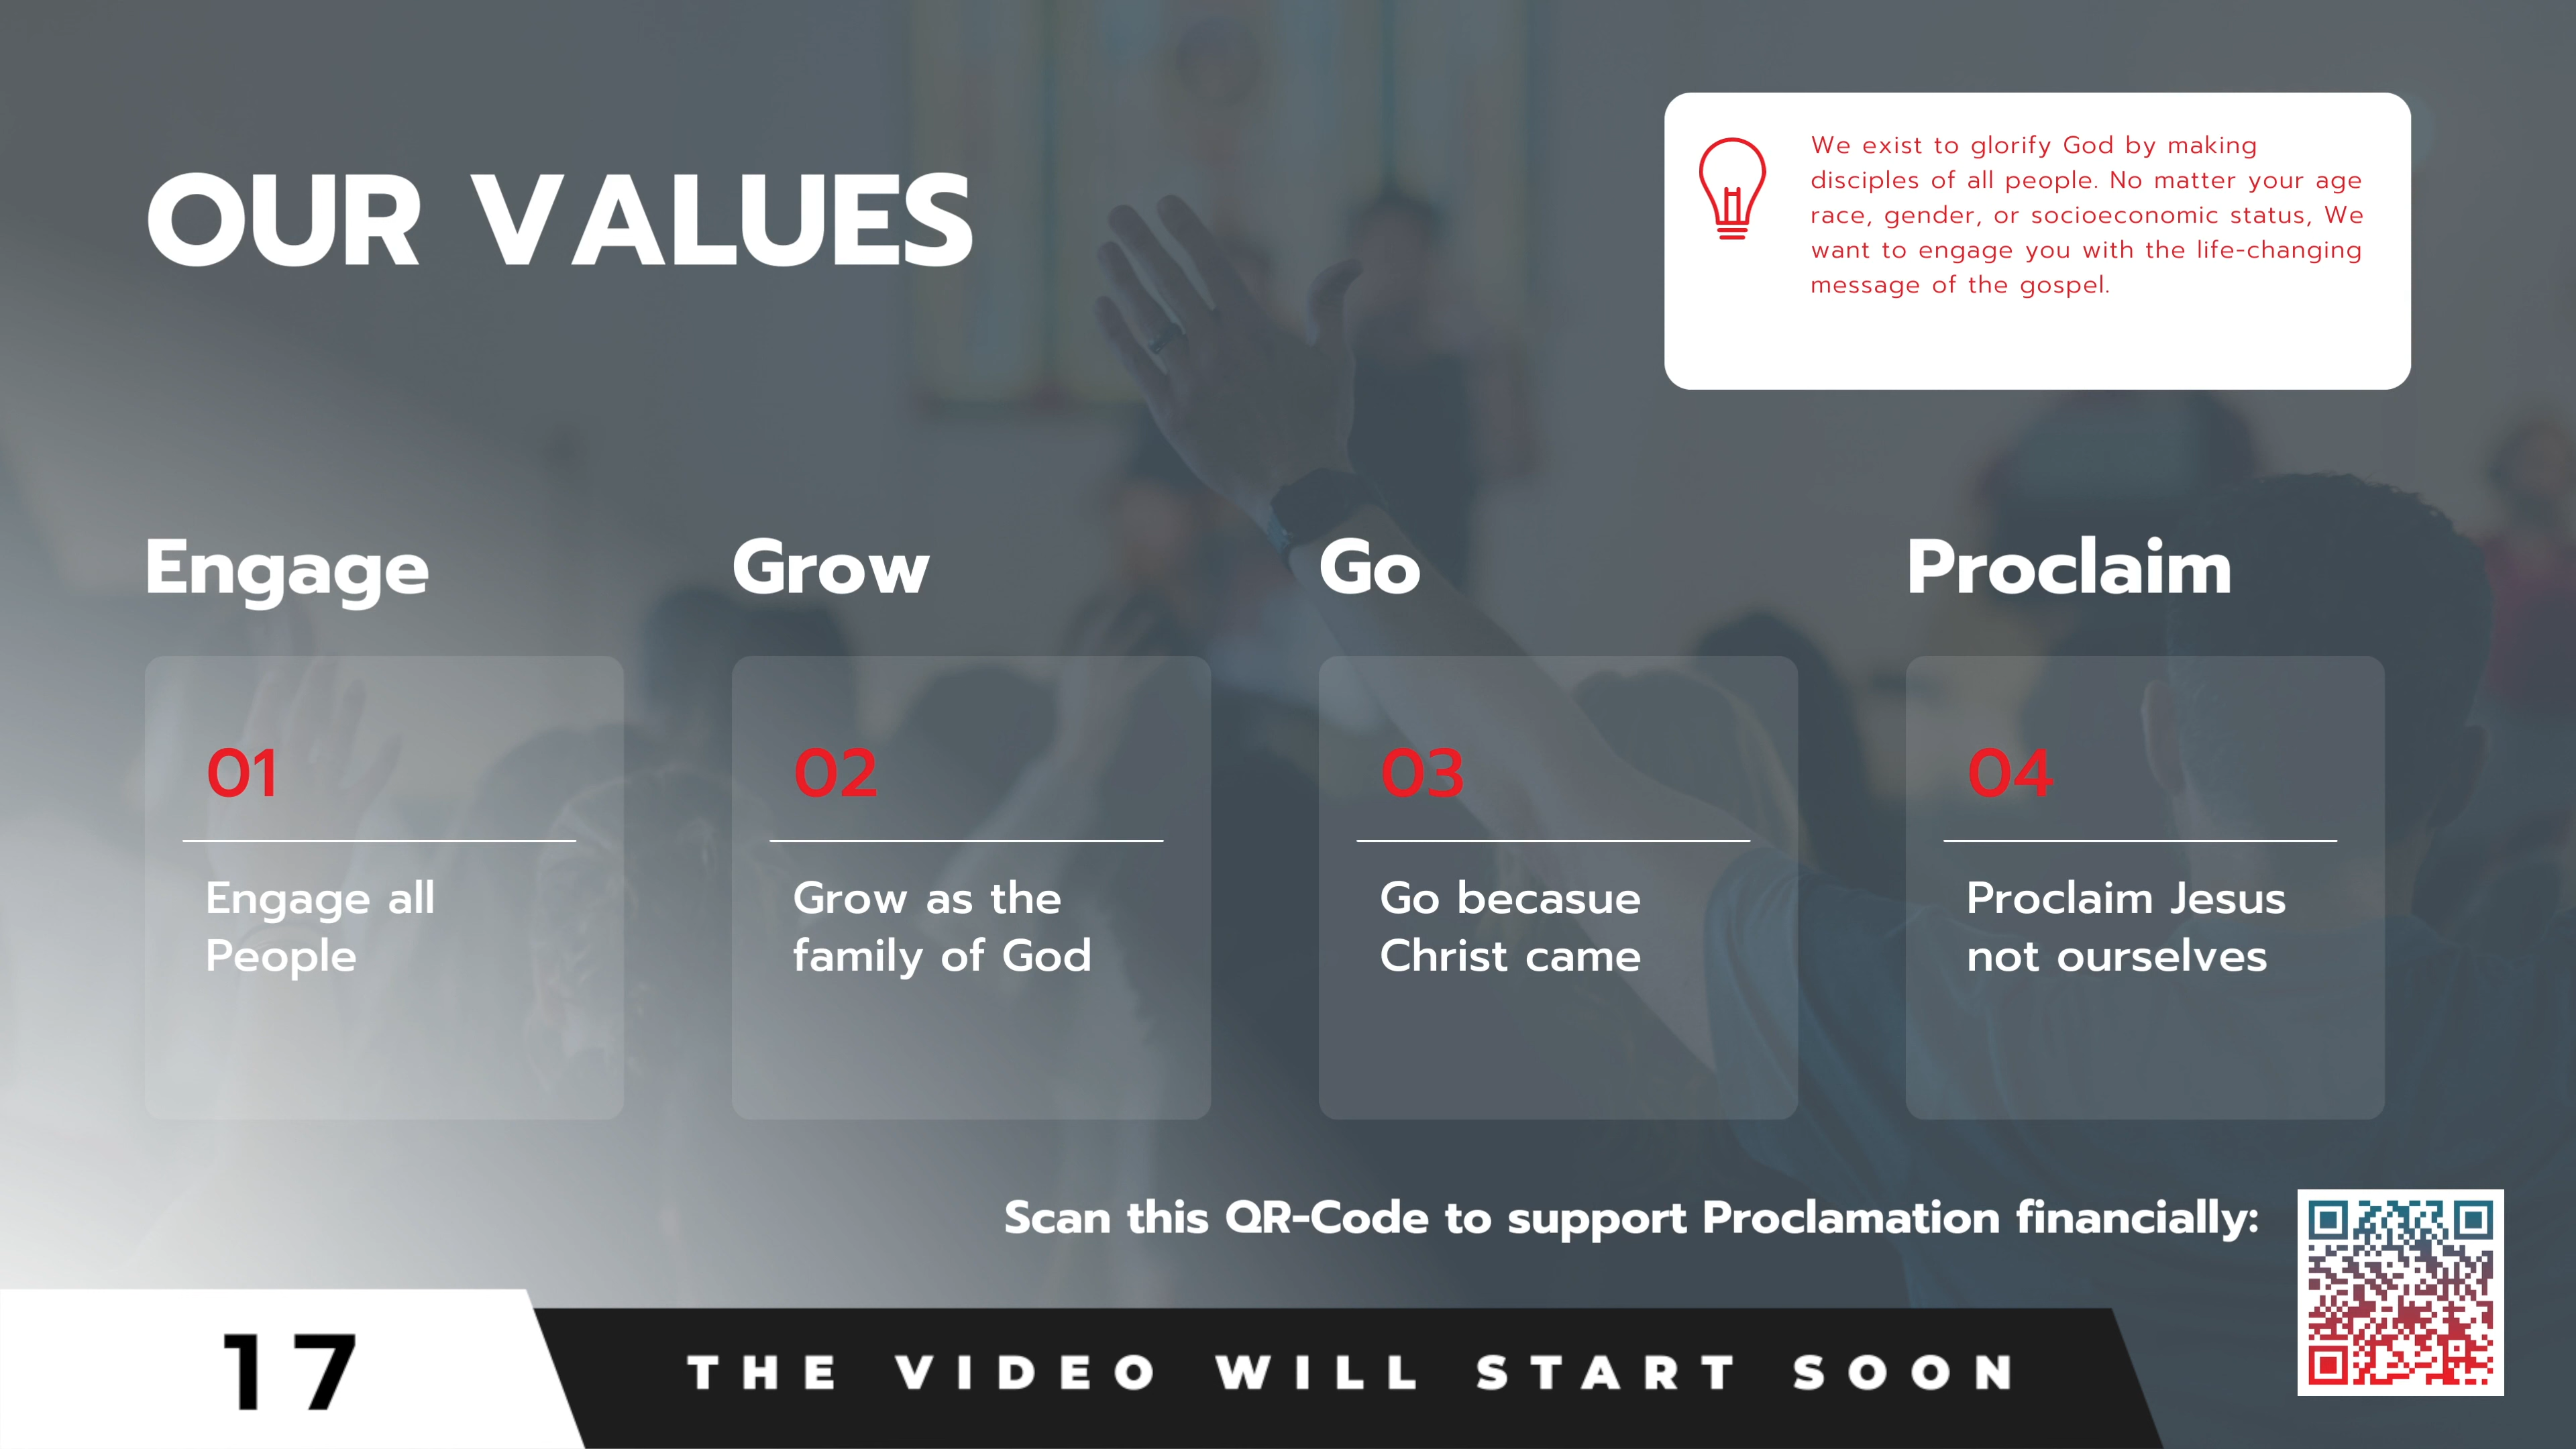 OUR VALUES
We exist to glorify God by making
disciples of all people. No matter your age
race, gender, or socioeconomic status, We
want to engage you with the life-changing
message of the gospel.
Engage
01
Engage all
People
Grow
02
Grow as the
family of God
Go
03
Go becasue
Christ came
Proclaim
04
Proclaim Jesus
not ourselves
Scan this QR-Code to support Proclamation financially:
17
THE VIDEO WILL START SOON